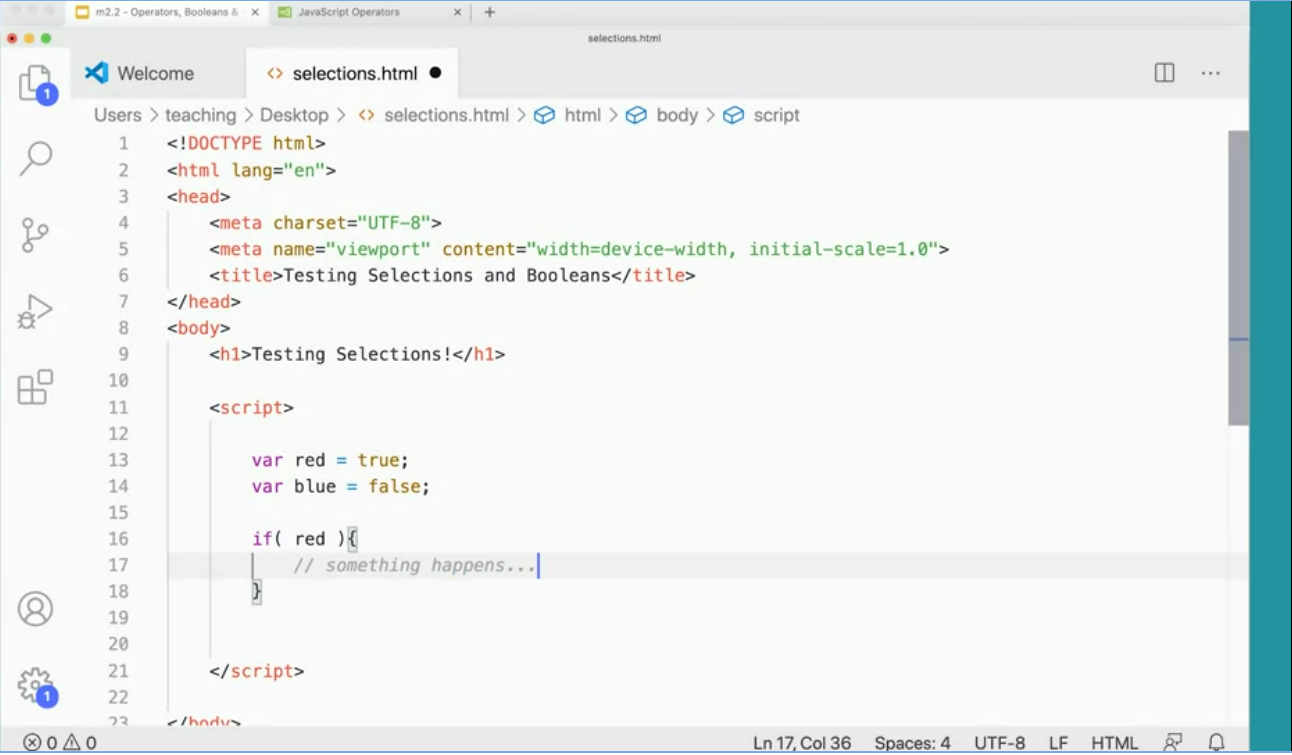 m2.2 - Operators, Booleans &
JavaScript Operators
selections.html
Welcome
selections.html
Users > teaching > Desktop > <> selections.html > html > body > script
1 <!DOCTYPE html>
2 <html lang="en">
3 <head>
4 <meta charset="UTF-8">
5 <meta name="viewport" content="width=device-width, initial-scale=1.0">
6 <title>Testing Selections and Booleans</title>
7 </head>
8 <body>
9 <h1>Testing Selections!</h1>
10
11 <script>
12
13 var red = true;
14 var blue = false;
15
16 if( red ){
17 // something happens...
18 }
19
20
21 </script>
22
23 </body>
1
1
0 0
Ln 17, Col 36 Spaces: 4 UTF-8 LF HTML